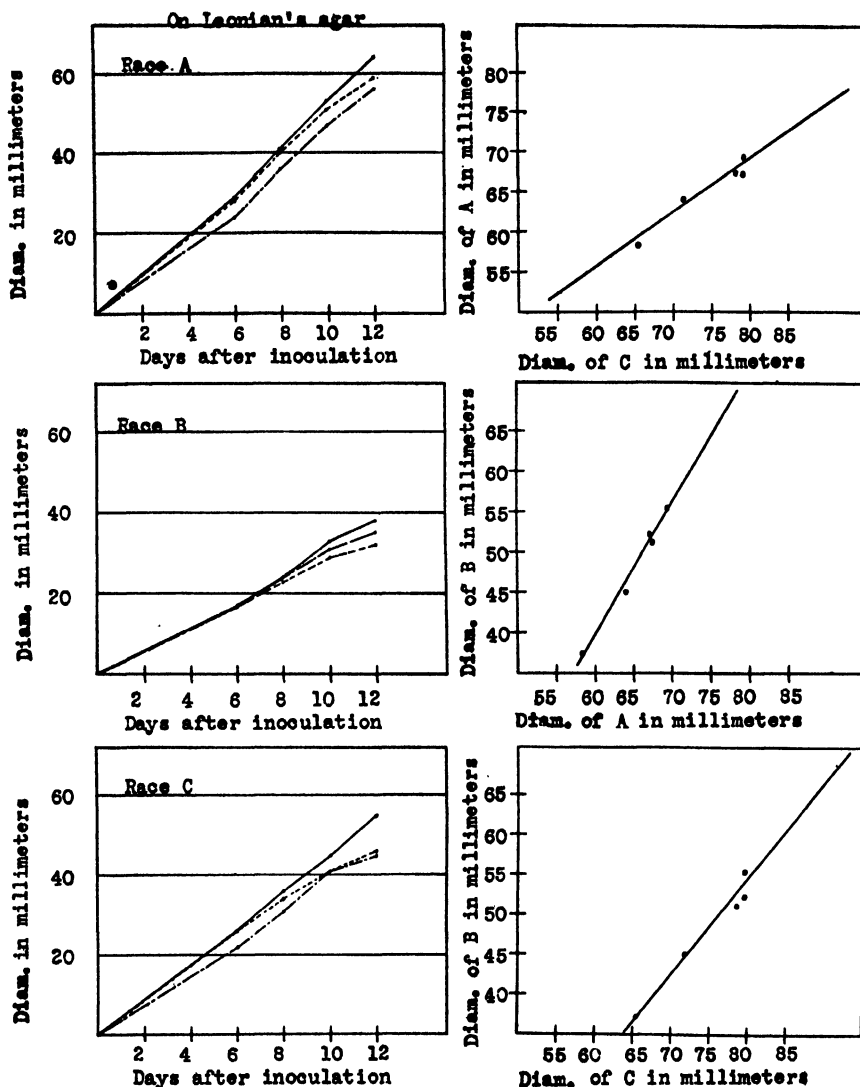 On Leonian's agar
Race A
Diam. in millimeters
60
40
20
2 4 6 8 10 12
Days after inoculation
Diam. of A in millimeters
80
75
70
65
60
55
55 60 65 70 75 80 85
Diam. of C in millimeters
Race B
Diam. in millimeters
60
40
20
2 4 6 8 10 12
Days after inoculation
Diam. of B in millimeters
65
60
55
50
45
40
55 60 65 70 75 80 85
Diam. of A in millimeters
Race C
Diam. in millimeters
60
40
20
2 4 6 8 10 12
Days after inoculation
Diam. of B in millimeters
65
60
55
50
45
40
55 60 65 70 75 80 85
Diam. of C in millimeters